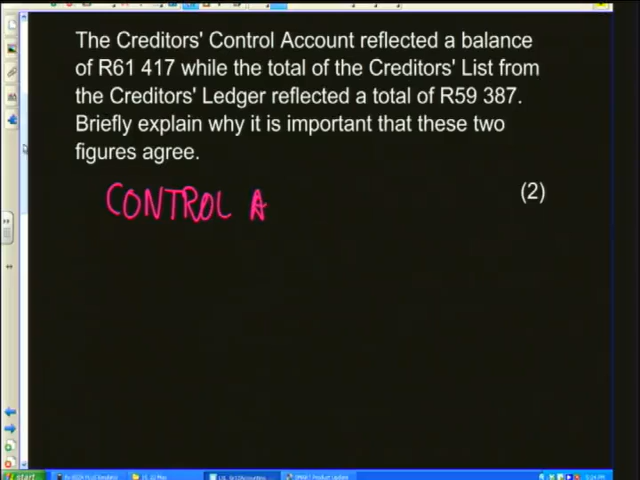 The Creditors' Control Account reflected a balance
of R61 417 while the total of the Creditors' List from
the Creditors' Ledger reflected a total of R59 387.
Briefly explain why it is important that these two
figures agree.
(2)
CONTROL A
start